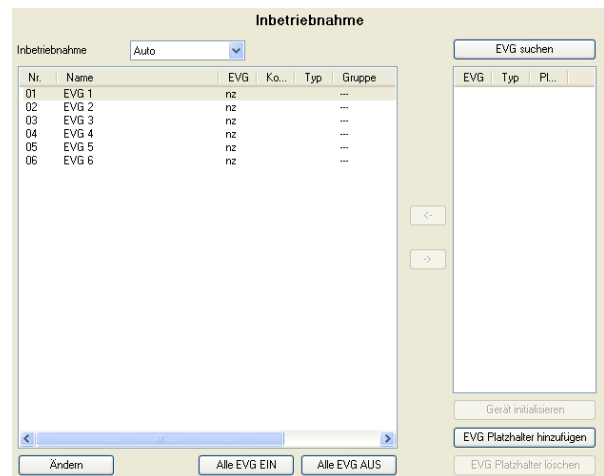 Inbetriebnahme
Inbetriebnahme Auto
EVG suchen
Nr. Name EVG Ko... Typ Gruppe
01 EVG 1 nz ---
02 EVG 2 nz ---
03 EVG 3 nz ---
04 EVG 4 nz ---
05 EVG 5 nz ---
06 EVG 6 nz ---
EVG Typ Pl...
<-
->
Gerät initialisieren
EVG Platzhalter hinzufügen
Ändern Alle EVG EIN Alle EVG AUS EVG Platzhalter löschen